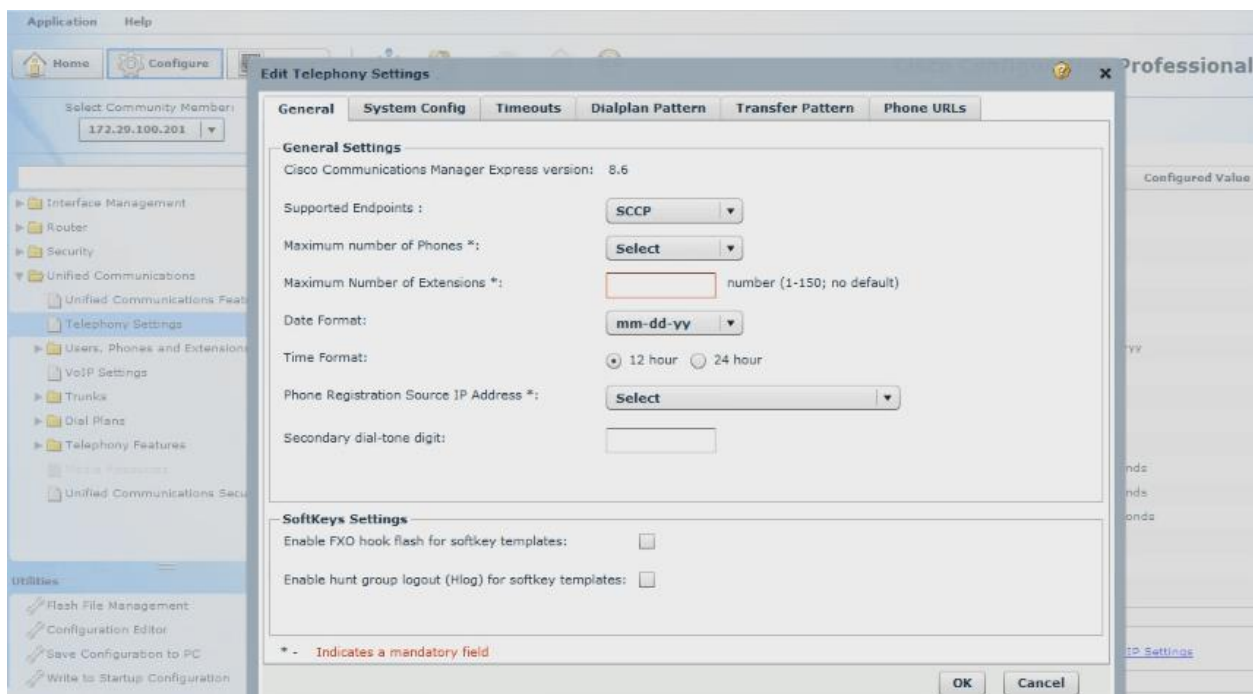 Application Help
Home Configure
Professional
Select Community Member:
172.29.100.201
Interface Management
Router
Security
Unified Communications
Unified Communications Feat
Telephony Settings
Users, Phones and Extensions
VoIP Settings
Trunks
Dial Plans
Telephony Features
Unified Communications Secu
Utilities
Flash File Management
Configuration Editor
Save Configuration to PC
Write to Startup Configuration
Edit Telephony Settings
General System Config Timeouts Dialplan Pattern Transfer Pattern Phone URLs
General Settings
Cisco Communications Manager Express version: 8.6
Supported Endpoints : SCCP
Maximum number of Phones *: Select
Maximum Number of Extensions *: number (1-150; no default)
Date Format: mm-dd-yy
Time Format: 12 hour 24 hour
Phone Registration Source IP Address *: Select
Secondary dial-tone digit:
SoftKeys Settings
Enable FXO hook flash for softkey templates:
Enable hunt group logout (Hlog) for softkey templates:
* - Indicates a mandatory field
OK Cancel
Configured Value
yy
nds
nds
onds
IP Settings